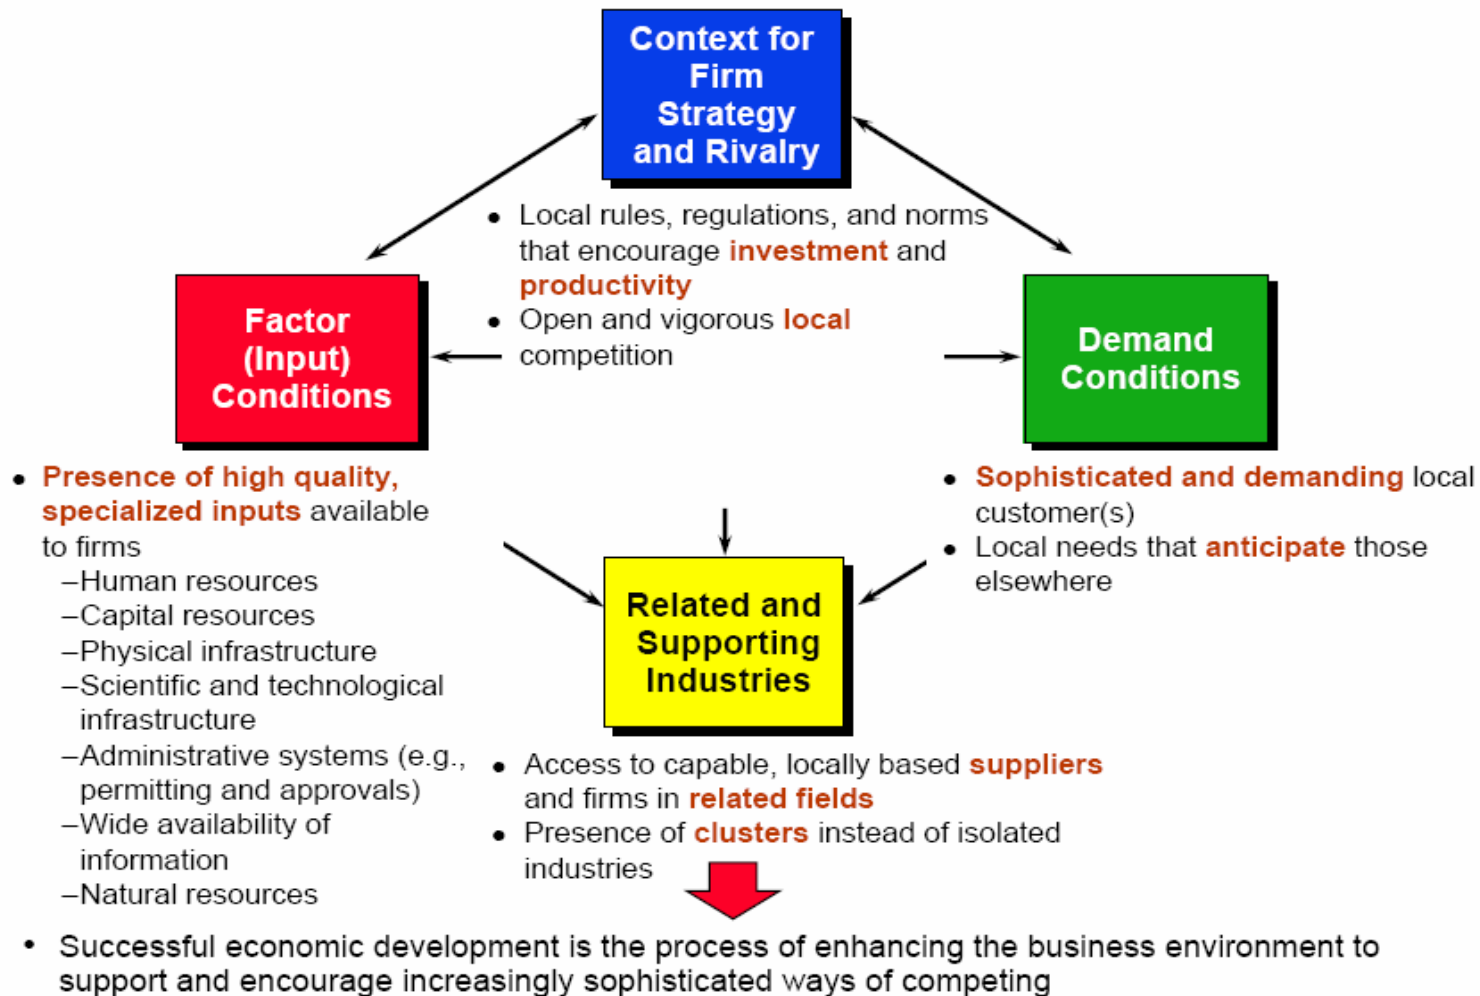 Context for
Firm
Strategy
and Rivalry
• Local rules, regulations, and norms
that encourage investment and
productivity
• Open and vigorous local
competition
Factor
(Input)
Conditions
Demand
Conditions
• Presence of high quality,
specialized inputs available
to firms
–Human resources
–Capital resources
–Physical infrastructure
–Scientific and technological
infrastructure
–Administrative systems (e.g.,
permitting and approvals)
–Wide availability of
information
–Natural resources
• Sophisticated and demanding local
customer(s)
• Local needs that anticipate those
elsewhere
Related and
Supporting
Industries
• Access to capable, locally based suppliers
and firms in related fields
• Presence of clusters instead of isolated
industries
• Successful economic development is the process of enhancing the business environment to
support and encourage increasingly sophisticated ways of competing